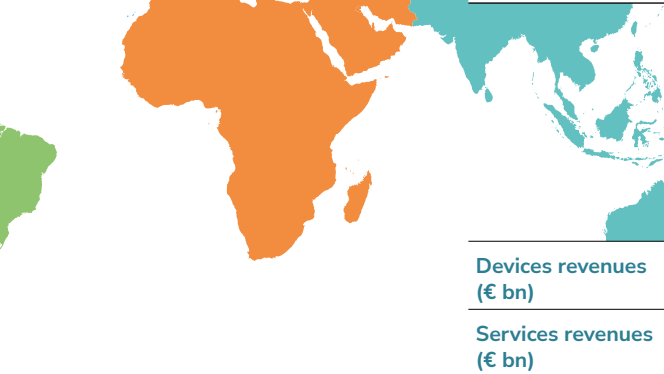 Devices revenues
(€ bn)
Services revenues
(€ bn)